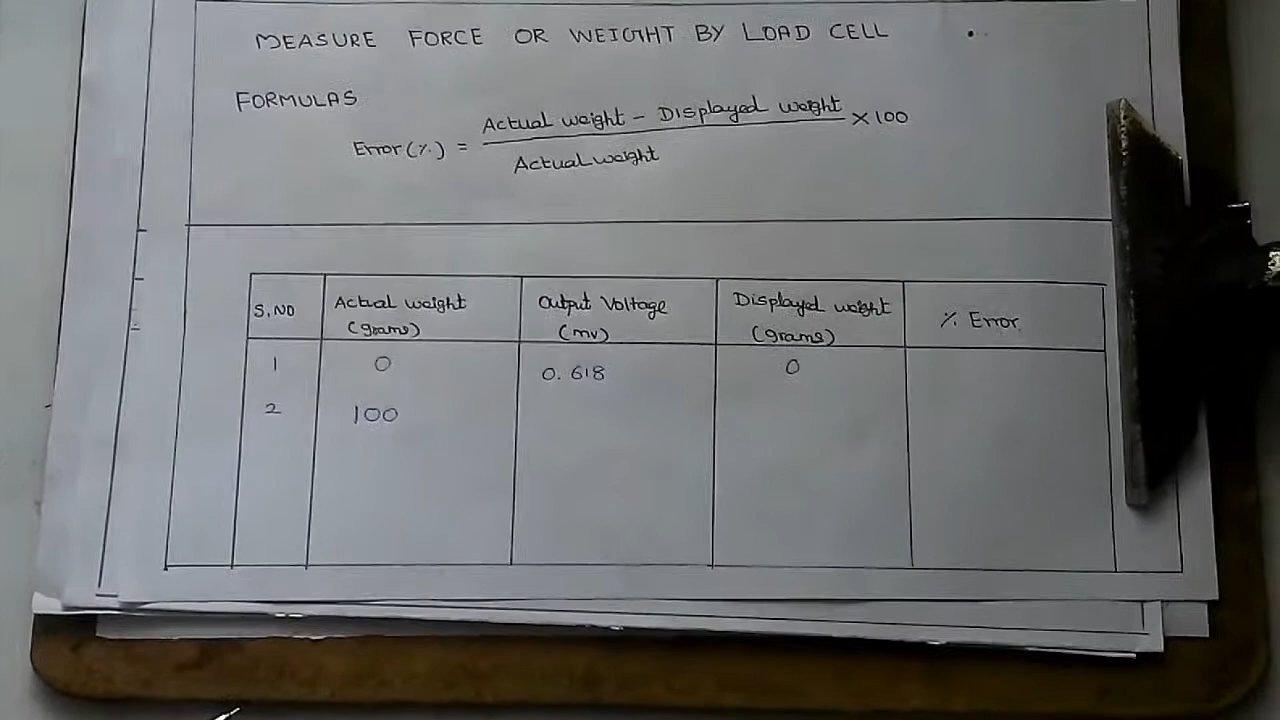 MEASURE FORCE OR WEIGHT BY LOAD CELL
FORMULAS
Error(%) = Actual weight - Displayed weight / Actual weight × 100
S.NO Actual weight (grams) Output Voltage (mv) Displayed weight (grams) % Error
1 0 0.618 0
2 100